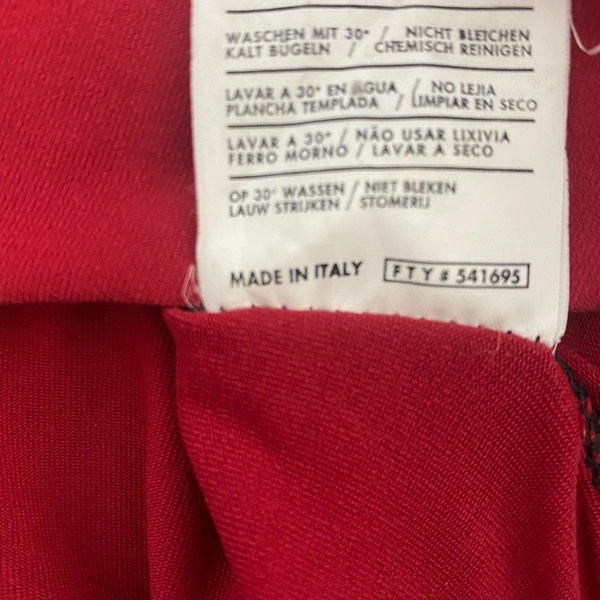 WASCHEN MIT 30° / NICHT BLEICHEN
KALT BÜGELN / CHEMISCH REINIGEN
LAVAR A 30° EN AGUA / NO LEJIA
PLANCHA TEMPLADA / LIMPIAR EN SECO
LAVAR A 30° / NÃO USAR LIXIVIA
FERRO MORNO / LAVAR A SECO
OP 30° WASSEN / NIET BLEKEN
LAUW STRIJKEN / STOMERIJ
MADE IN ITALY FTY # 541695